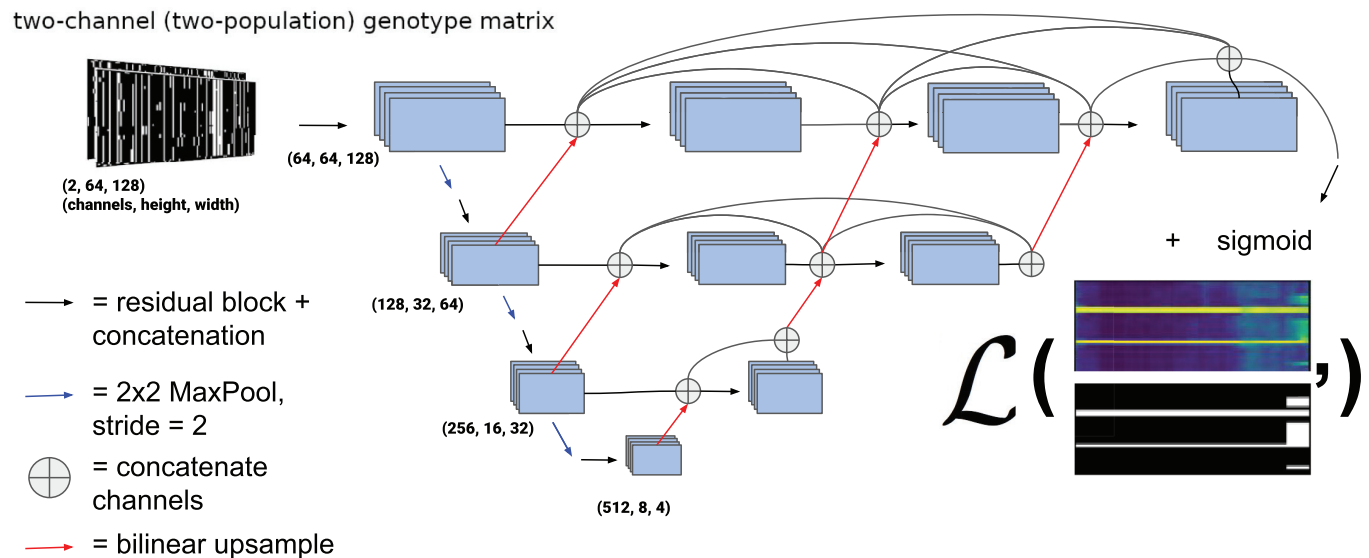 two-channel (two-population) genotype matrix
(2, 64, 128)
(channels, height, width)
(64, 64, 128)
(128, 32, 64)
(256, 16, 32)
(512, 8, 4)
= residual block +
concatenation
= 2x2 MaxPool,
stride = 2
= concatenate
channels
= bilinear upsample
+ sigmoid
ℒ( , )